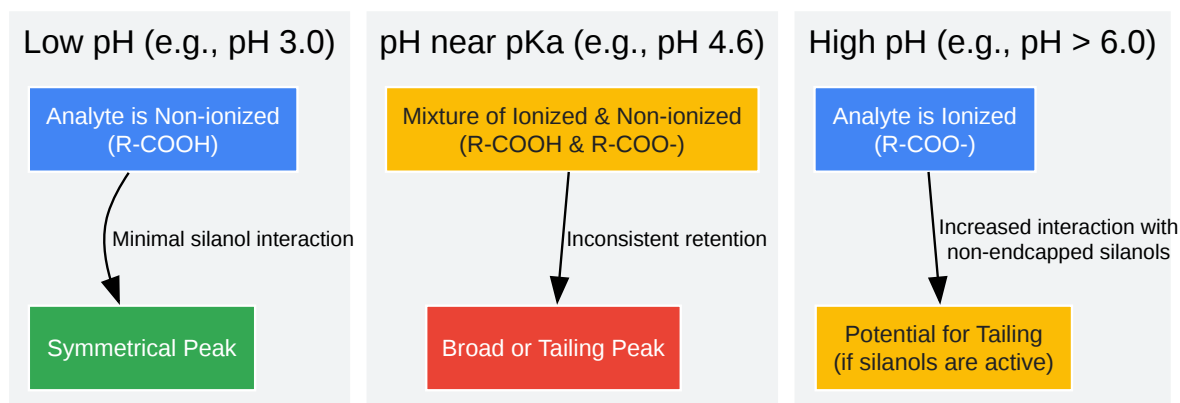 Low pH (e.g., pH 3.0)
Analyte is Non-ionized
(R-COOH)
Minimal silanol interaction
Symmetrical Peak
pH near pKa (e.g., pH 4.6)
Mixture of Ionized & Non-ionized
(R-COOH & R-COO-)
Inconsistent retention
Broad or Tailing Peak
High pH (e.g., pH > 6.0)
Analyte is Ionized
(R-COO-)
Increased interaction with
non-endcapped silanols
Potential for Tailing
(if silanols are active)